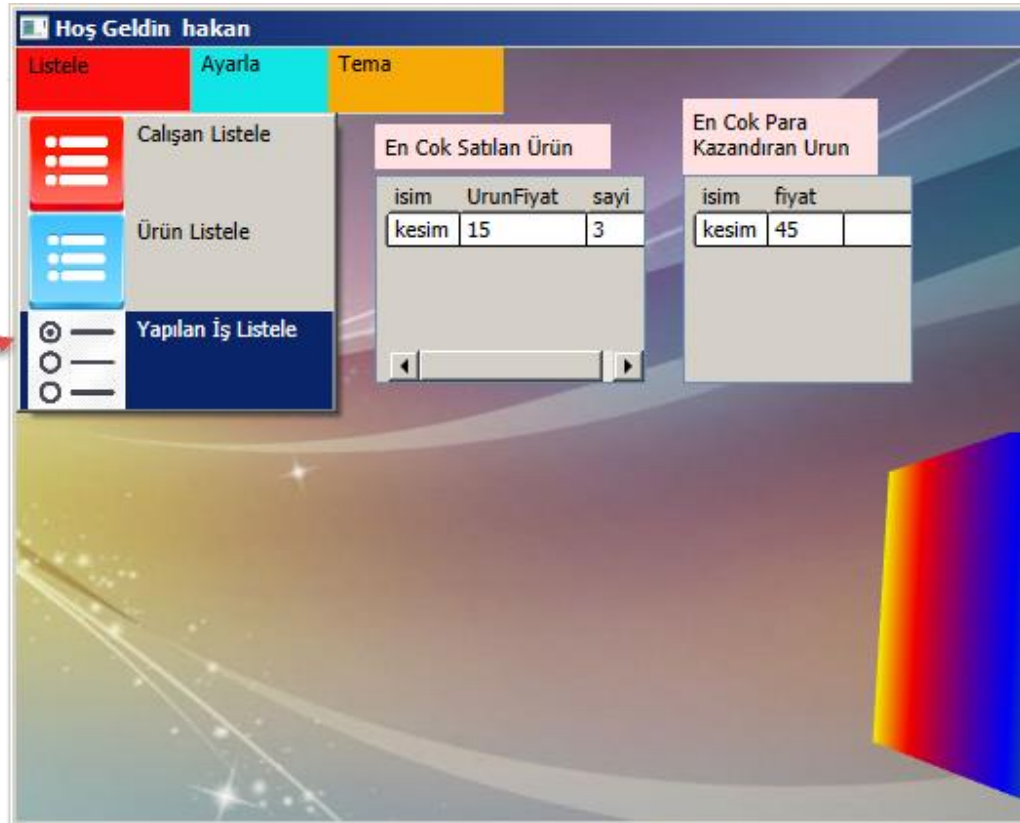 Hoş Geldin hakan
Listele Ayarla Tema
Calışan Listele
Ürün Listele
Yapılan İş Listele
En Cok Satılan Ürün
isim UrunFiyat sayi
kesim 15 3
En Cok Para
Kazandıran Urun
isim fiyat
kesim 45